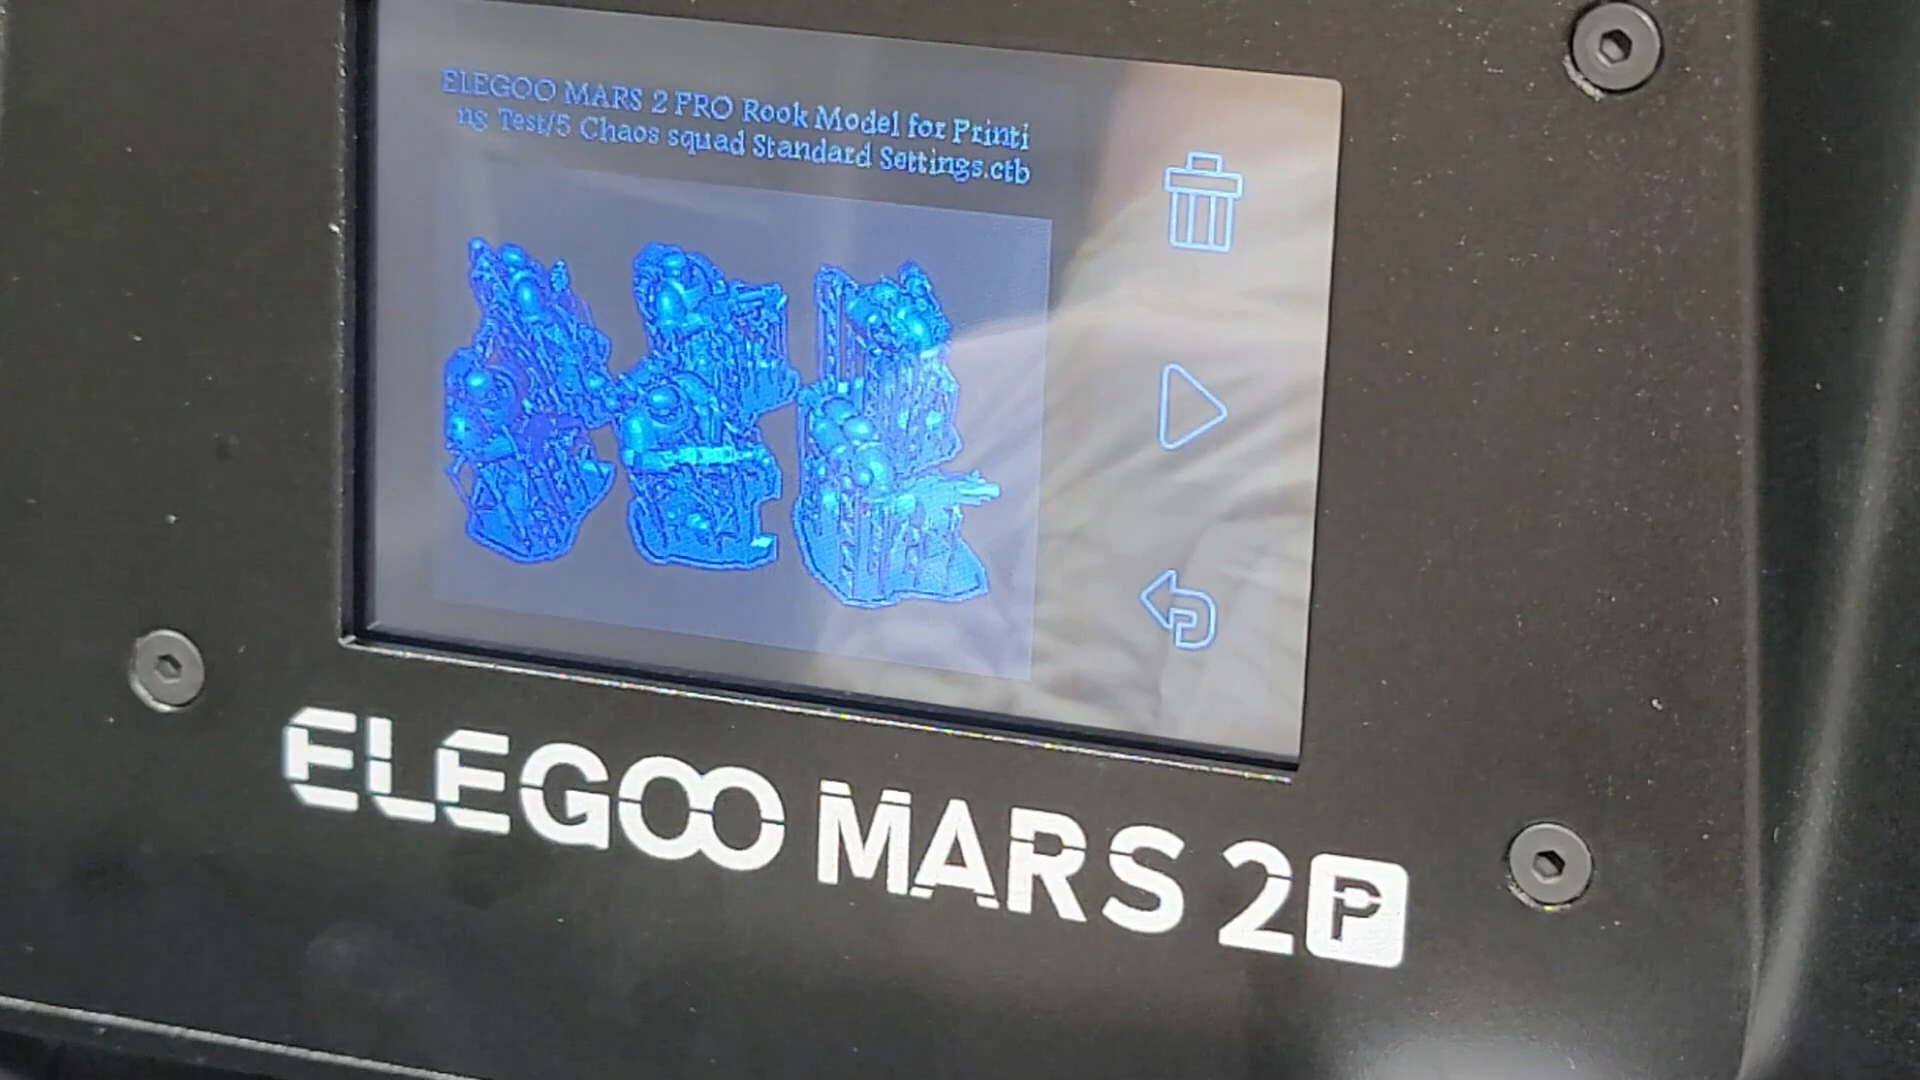 ELEGOO MARS 2 PRO Rook Model for Printi
ng Test/5 Chaos squad Standard Settings.ctb
ELEGOO MARS 2P